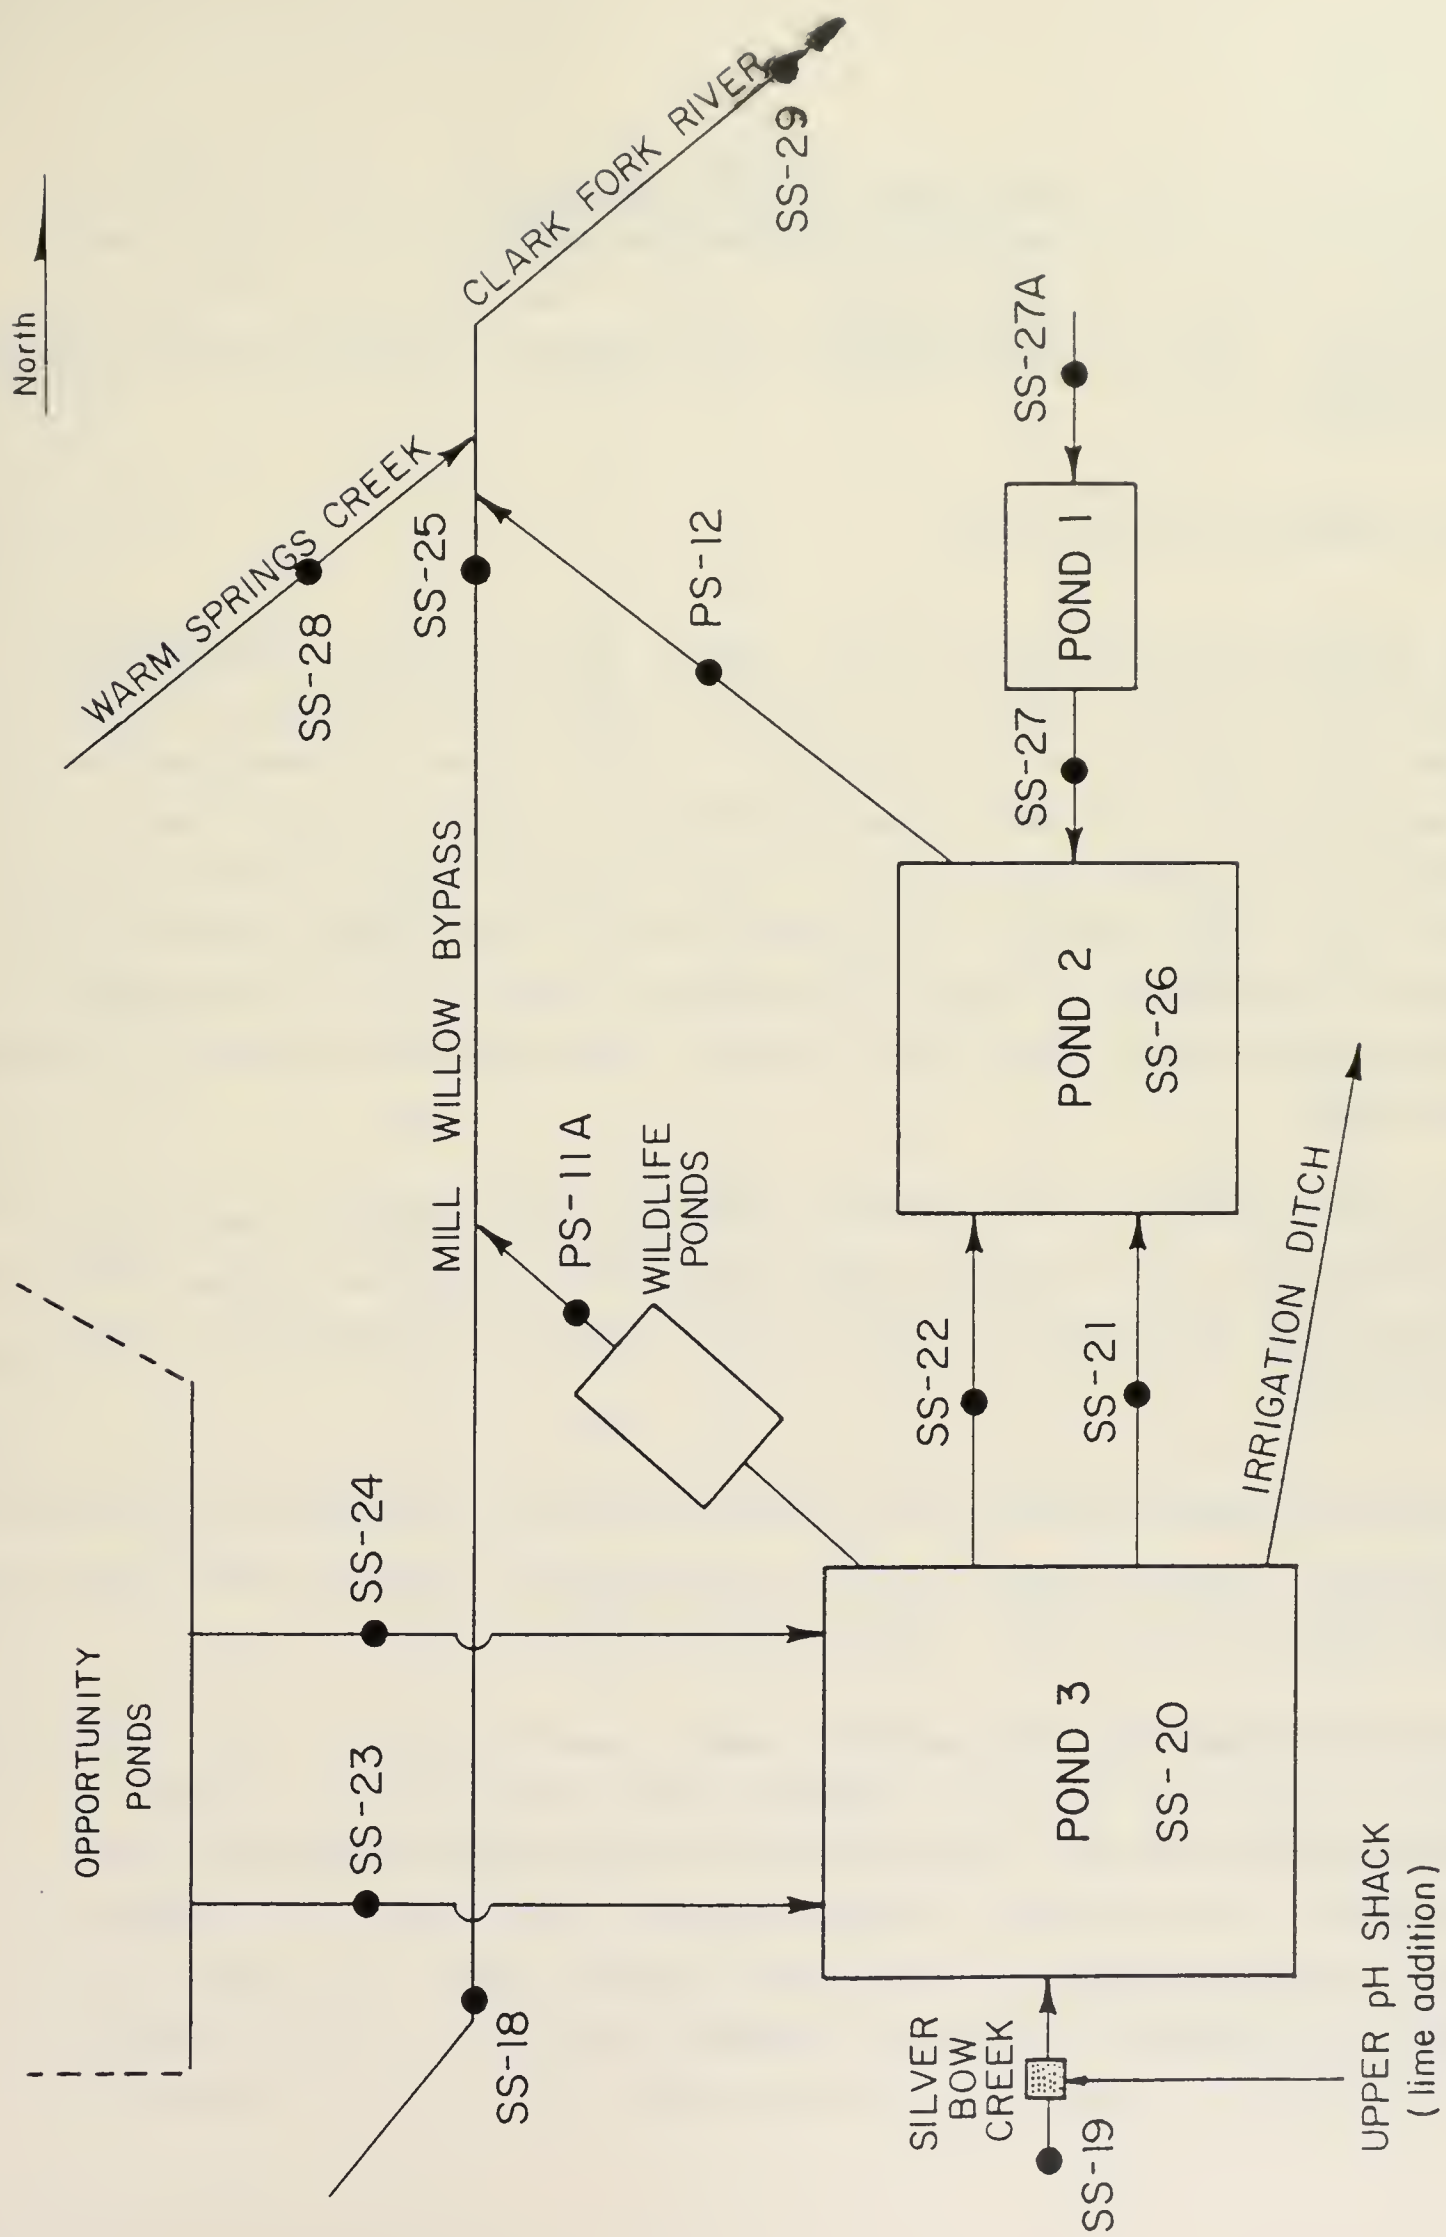 North
OPPORTUNITY
PONDS
SS-23
SS-24
SS-18
MILL WILLOW BYPASS
WARM SPRINGS CREEK
SS-28
SS-25
CLARK FORK RIVER
SS-29
PS-11A
WILDLIFE
PONDS
PS-12
SILVER
BOW
CREEK
SS-19
UPPER pH SHACK
(lime addition)
POND 3
SS-20
SS-22
SS-21
IRRIGATION DITCH
POND 2
SS-26
SS-27
POND 1
SS-27A